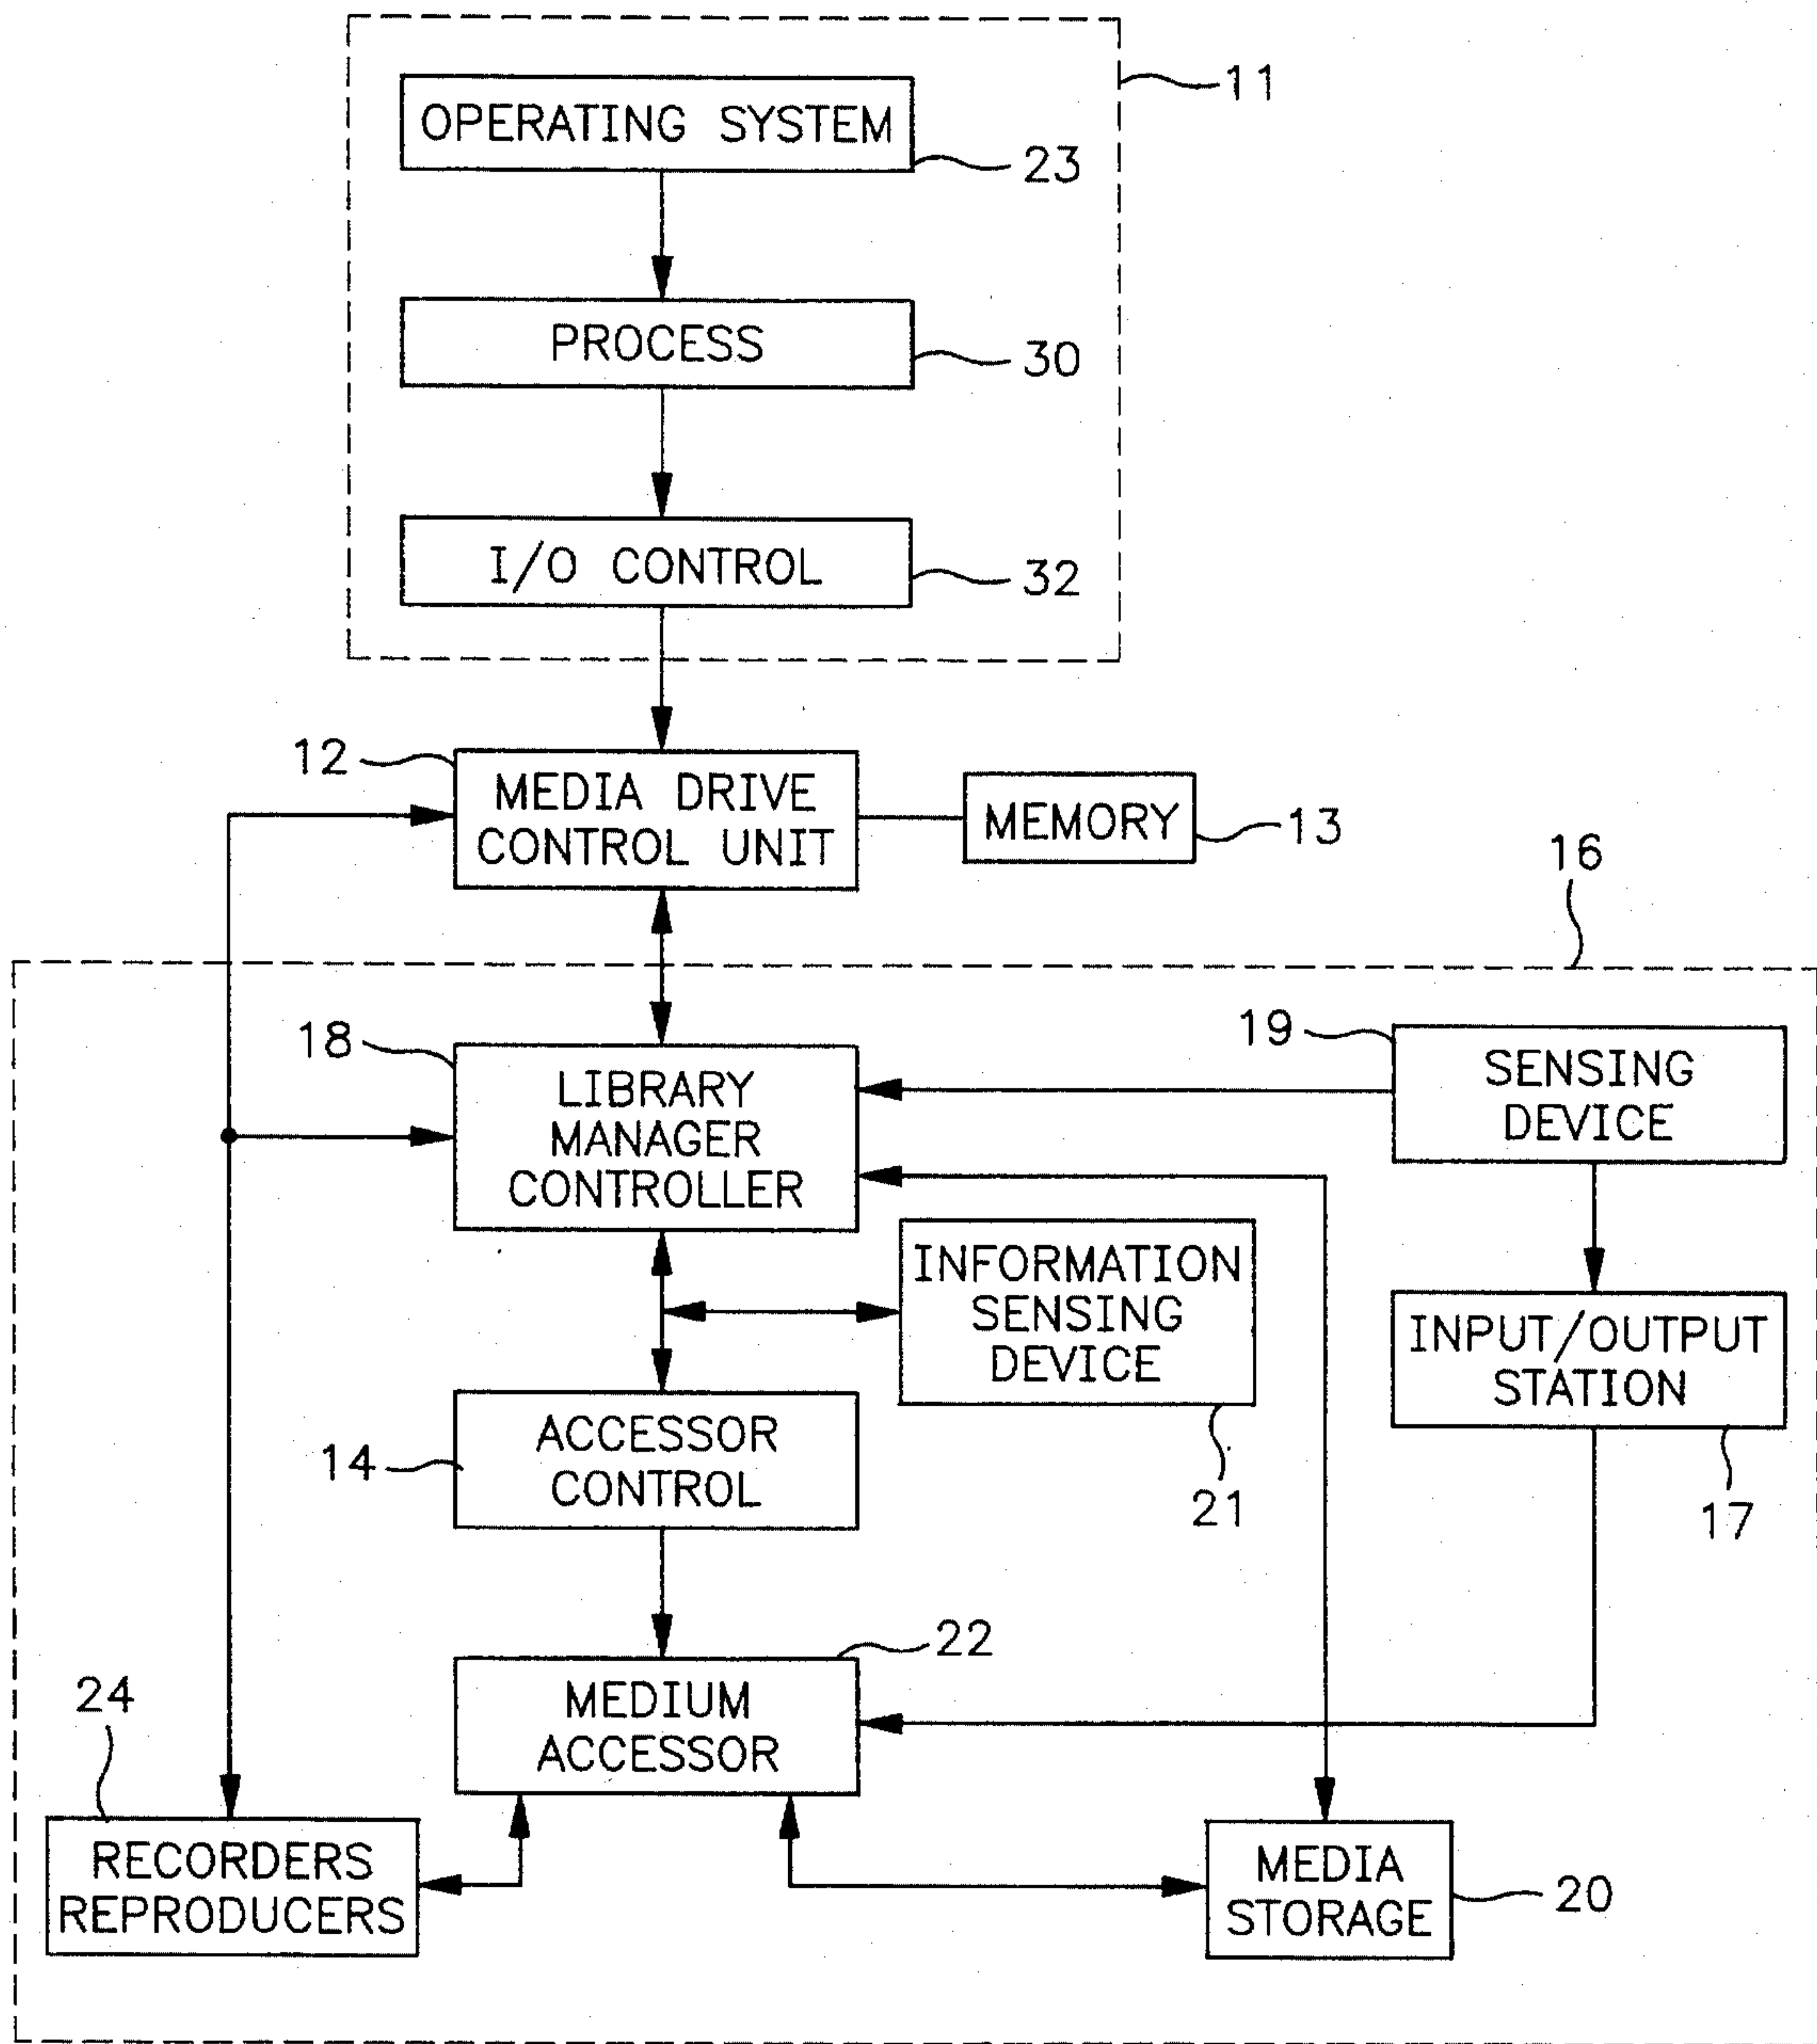 11
OPERATING SYSTEM
23
PROCESS
30
I/O CONTROL
32
12
MEDIA DRIVE
CONTROL UNIT
MEMORY
13
16
18
LIBRARY
MANAGER
CONTROLLER
19
SENSING
DEVICE
INFORMATION
SENSING
DEVICE
21
INPUT/OUTPUT
STATION
17
14
ACCESSOR
CONTROL
22
MEDIUM
ACCESSOR
24
RECORDERS
REPRODUCERS
MEDIA
STORAGE
20